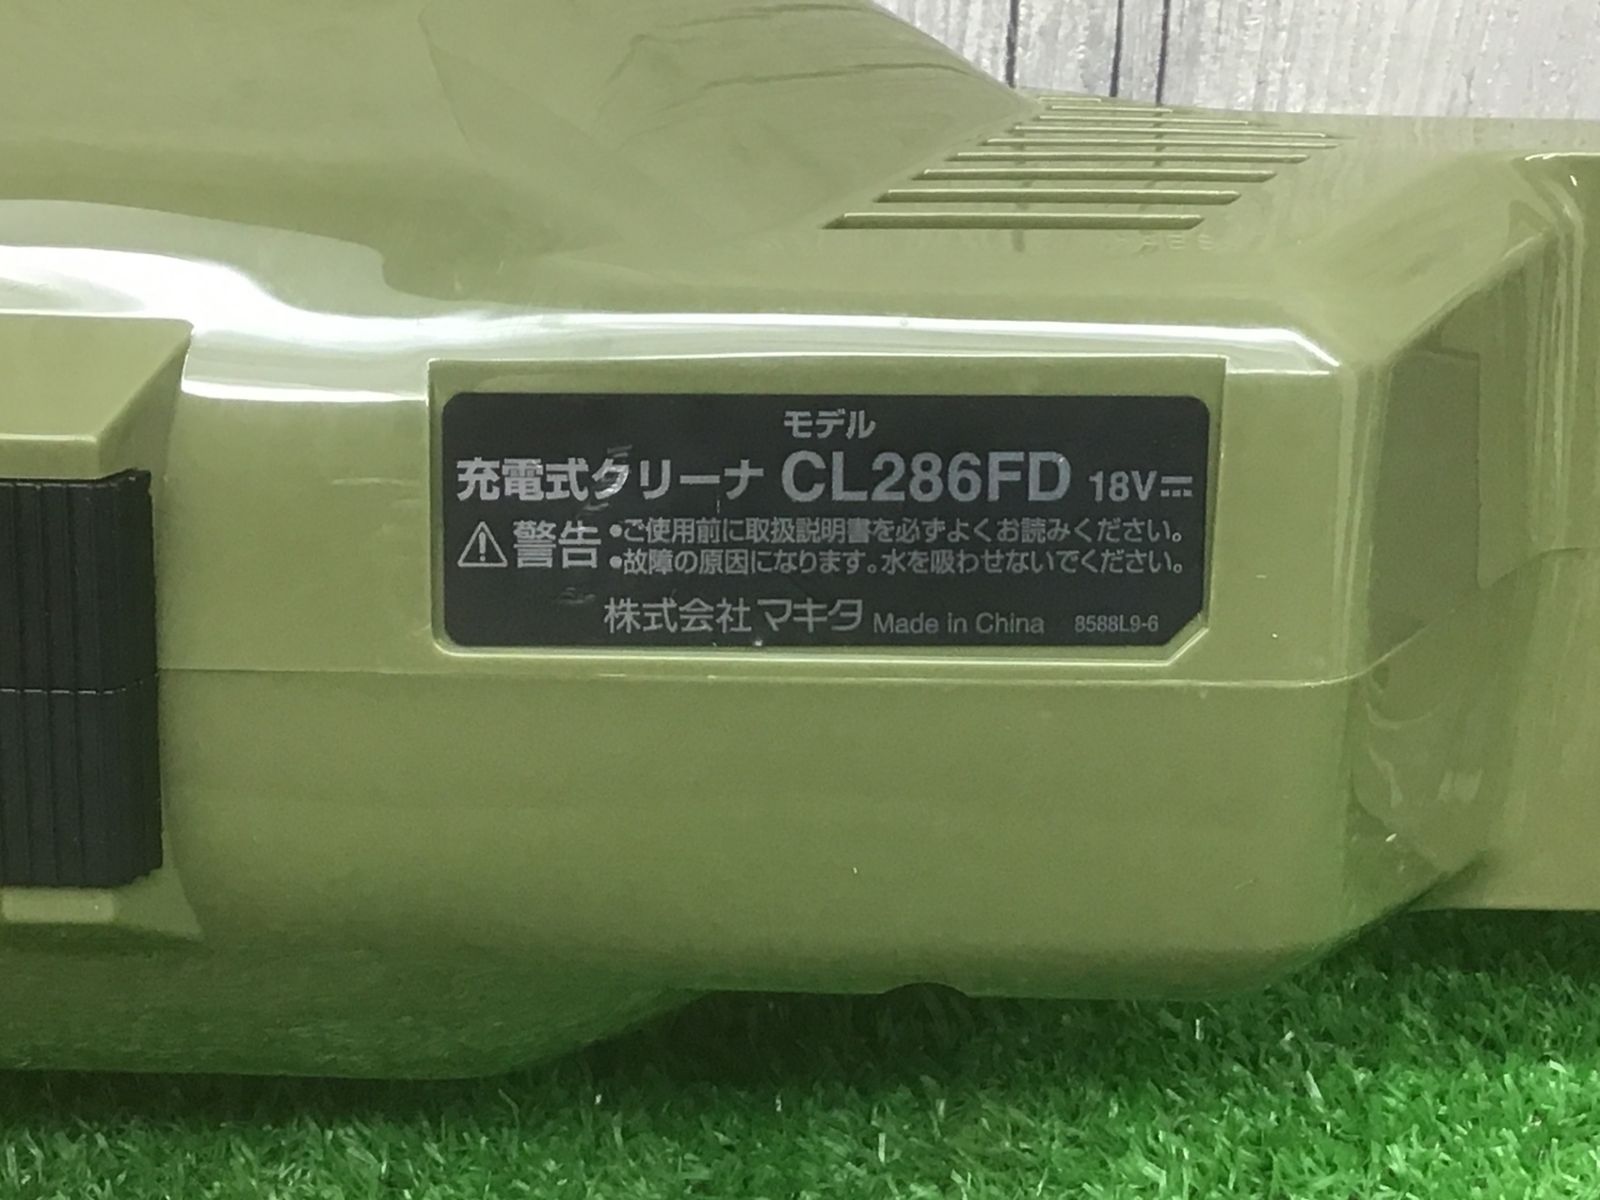 モデル
充電式クリーナ CL286FD 18V⎓
⚠警告 •ご使用前に取扱説明書を必ずよくお読みください。
•故障の原因になります。水を吸わせないでください。
株式会社マキタ Made in China 8588L9-6